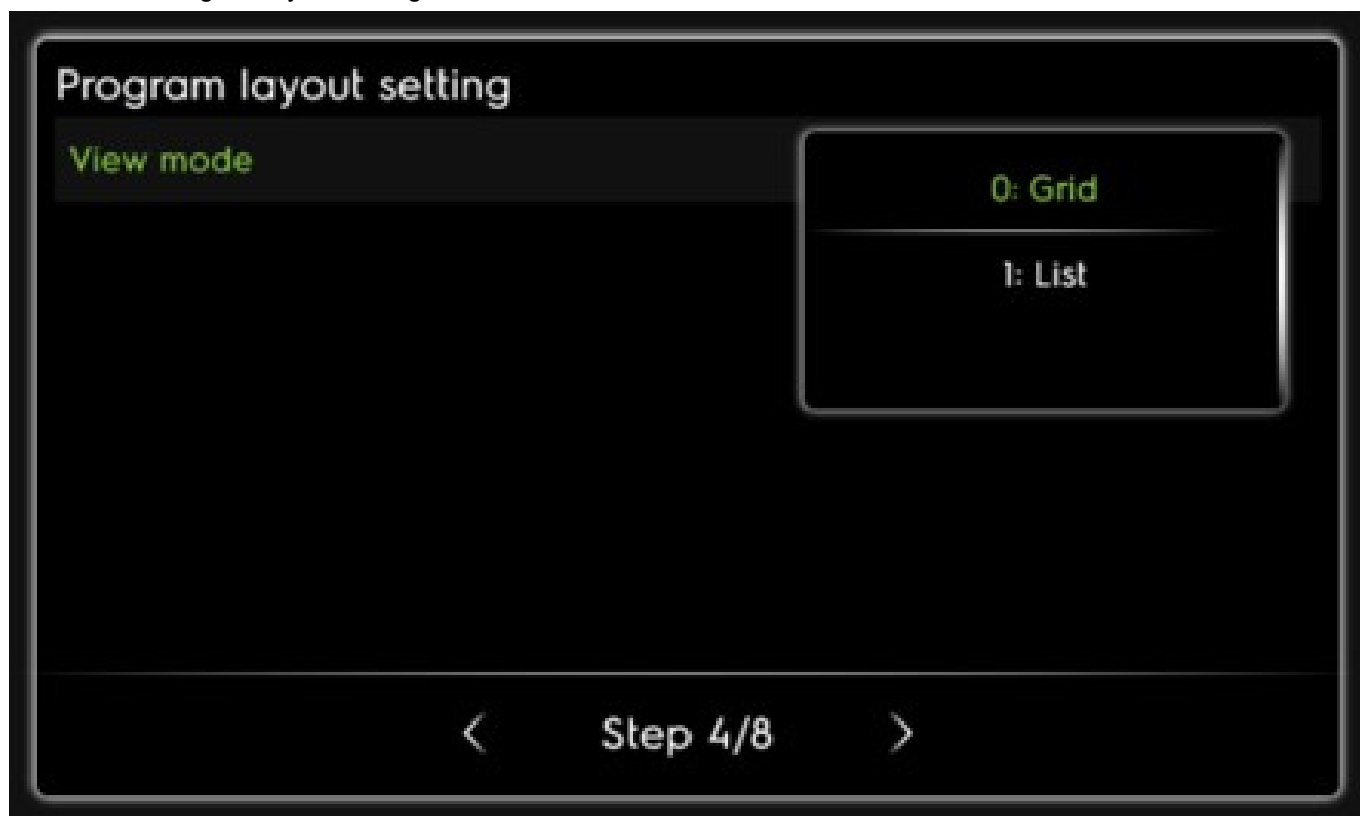 Program layout setting
View mode
0: Grid
1: List
< Step 4/8 >